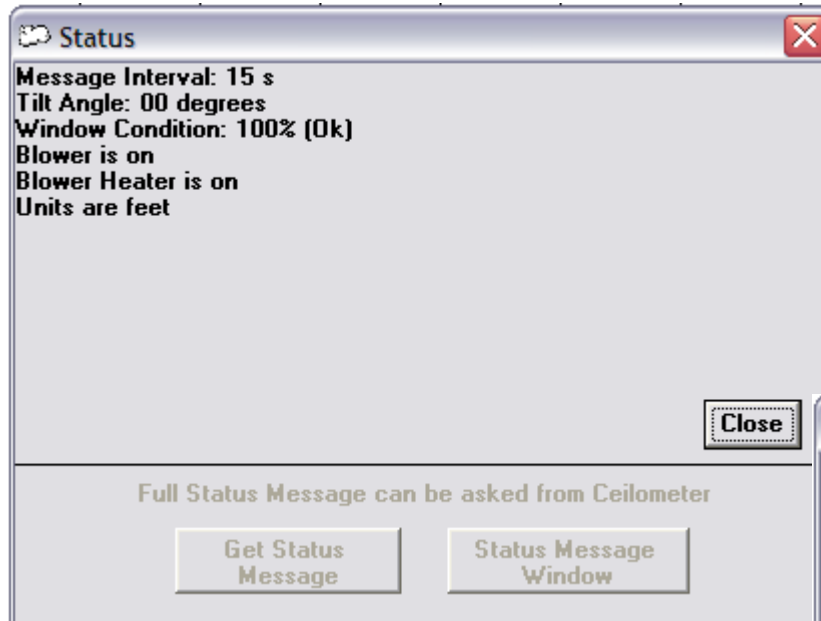 Status
Message Interval: 15 s
Tilt Angle: 00 degrees
Window Condition: 100% (Ok)
Blower is on
Blower Heater is on
Units are feet
Close
Full Status Message can be asked from Ceilometer
Get Status
Message
Status Message
Window